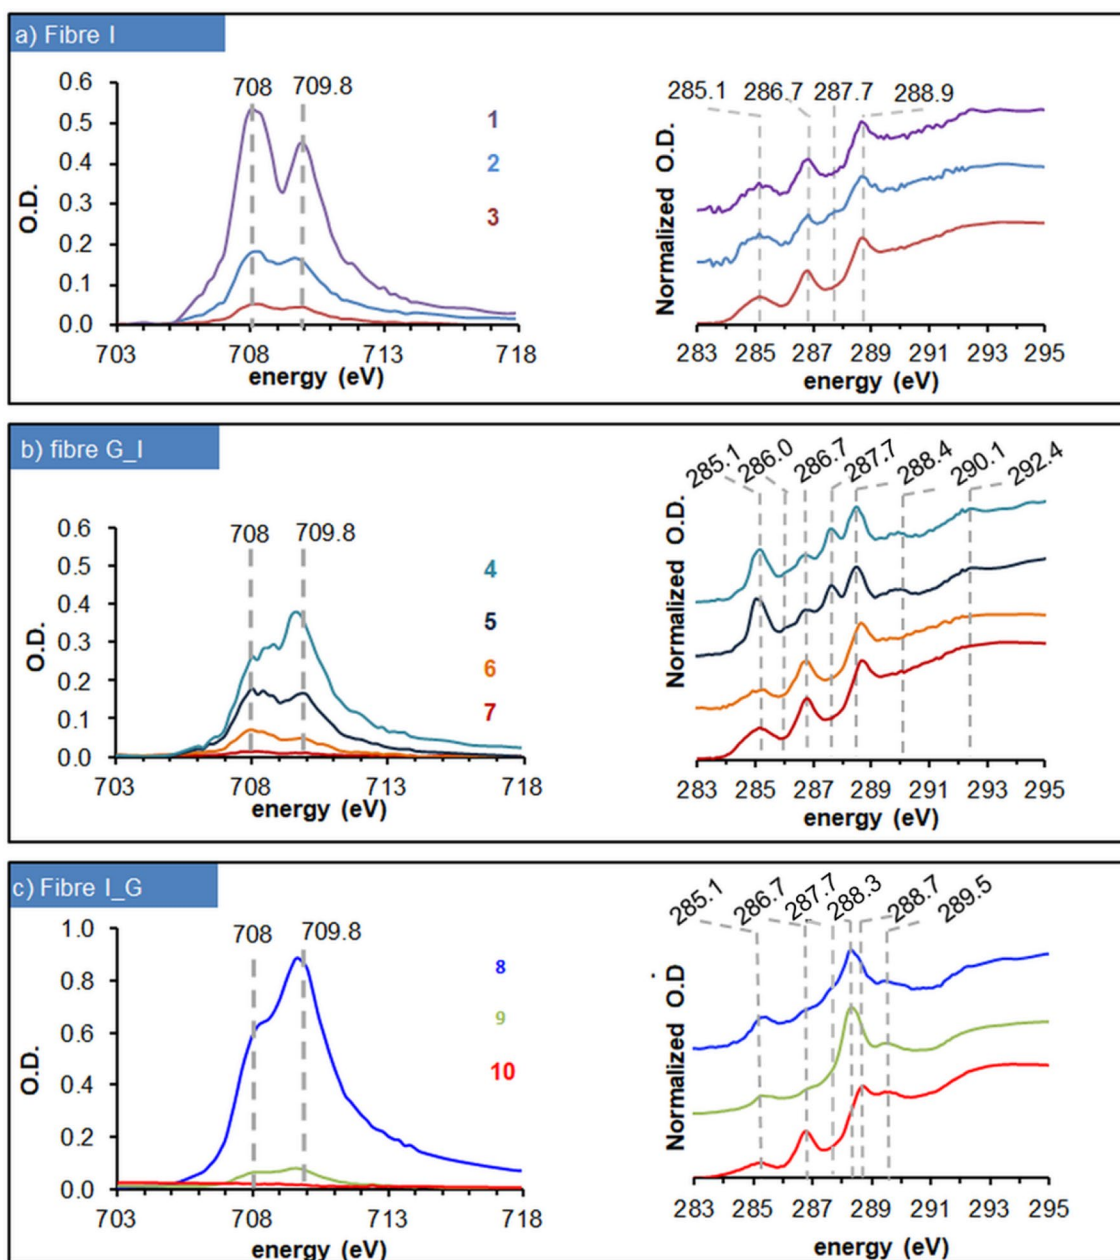 a) Fibre I
0.6
0.5
0.4
0.3
0.2
0.1
0.0
O.D.
708 709.8
1
2
3
703 708 713 718
energy (eV)
285.1 286.7 287.7 288.9
Normalized O.D.
283 285 287 289 291 293 295
energy (eV)
b) fibre G_I
0.6
0.5
0.4
0.3
0.2
0.1
0.0
O.D.
708 709.8
4
5
6
7
703 708 713 718
energy (eV)
285.1 286.0 286.7 287.7 288.4 290.1 292.4
Normalized O.D.
283 285 287 289 291 293 295
energy (eV)
c) Fibre I_G
1.0
0.8
0.6
0.4
0.2
0.0
O.D.
708 709.8
8
9
10
703 708 713 718
energy (eV)
285.1 286.7 287.7 288.3 288.7 289.5
Normalized O.D
283 285 287 289 291 293 295
energy (eV)